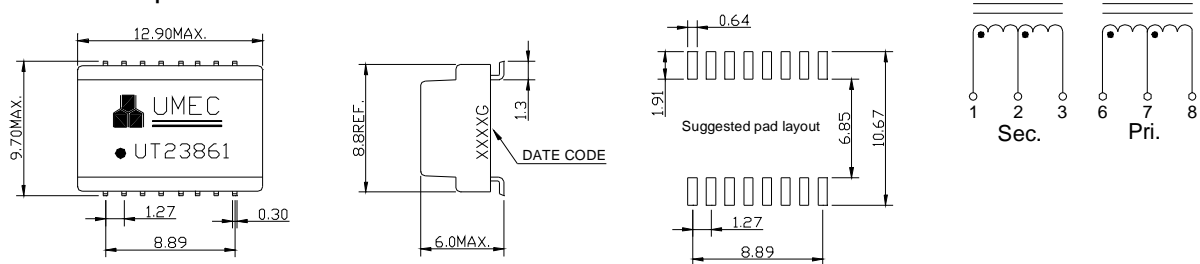 12.90MAX.
9.70MAX.
UMEC
UT23861
1.27
0.30
8.89
8.8REF.
XXXXG
1.3
DATE CODE
6.0MAX.
0.64
1.91
Suggested pad layout
6.85
10.67
1.27
8.89
1 2 3 6 7 8
Sec. Pri.